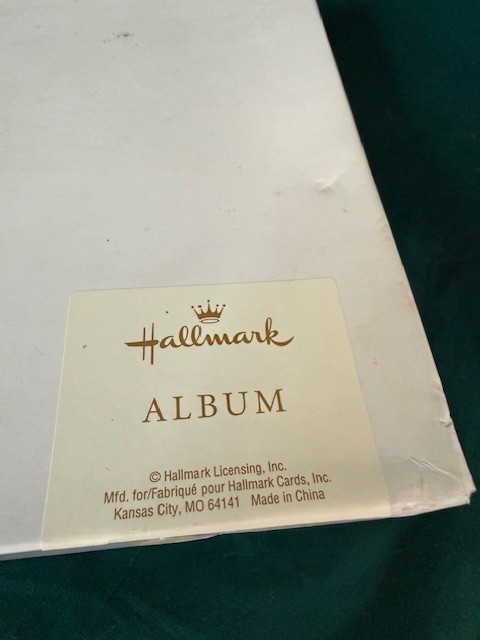 Hallmark
ALBUM
© Hallmark Licensing, Inc.
Mfd. for/Fabriqué pour Hallmark Cards, Inc.
Kansas City, MO 64141 Made in China